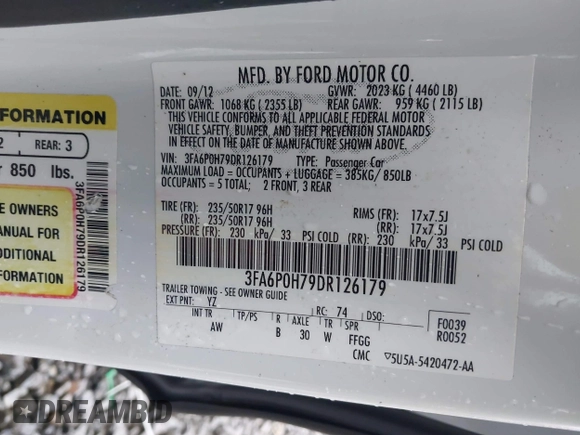 MFD. BY FORD MOTOR CO.
DATE: 09/12 GVWR: 2023 KG ( 4460 LB)
FRONT GAWR: 1068 KG ( 2355 LB) REAR GAWR: 959 KG ( 2115 LB)
THIS VEHICLE CONFORMS TO ALL APPLICABLE FEDERAL MOTOR
VEHICLE SAFETY, BUMPER, AND THEFT PREVENTION STANDARDS
IN EFFECT ON THE DATE OF MANUFACTURE SHOWN ABOVE.
VIN: 3FA6P0H79DR126179 TYPE: Passenger Car
MAXIMUM LOAD = OCCUPANTS + LUGGAGE = 385KG/ 850LB
OCCUPANTS = 5 TOTAL; 2 FRONT, 3 REAR
TIRE (FR): 235/50R17 96H RIMS (FR): 17x7.5J
(RR): 235/50R17 96H (RR): 17x7.5J
PRESSURE (FR): 230 kPa/ 33 PSI COLD (RR): 230 kPa/ 33 PSI COLD
3FA6P0H79DR126179
TRAILER TOWING - SEE OWNER GUIDE
EXT PNT: YZ RC: 74 DSO: F0039
R0052
INT TR TP/PS R AXLE TR SPR
AW B 30 W FFGG
CMC ▽5U5A-5420472-AA
FORMATION
2 REAR: 3
r 850 lbs.
E OWNERS
MANUAL FOR
DDITIONAL
FORMATION
3FA6P0H79DR126179
DREAMBID